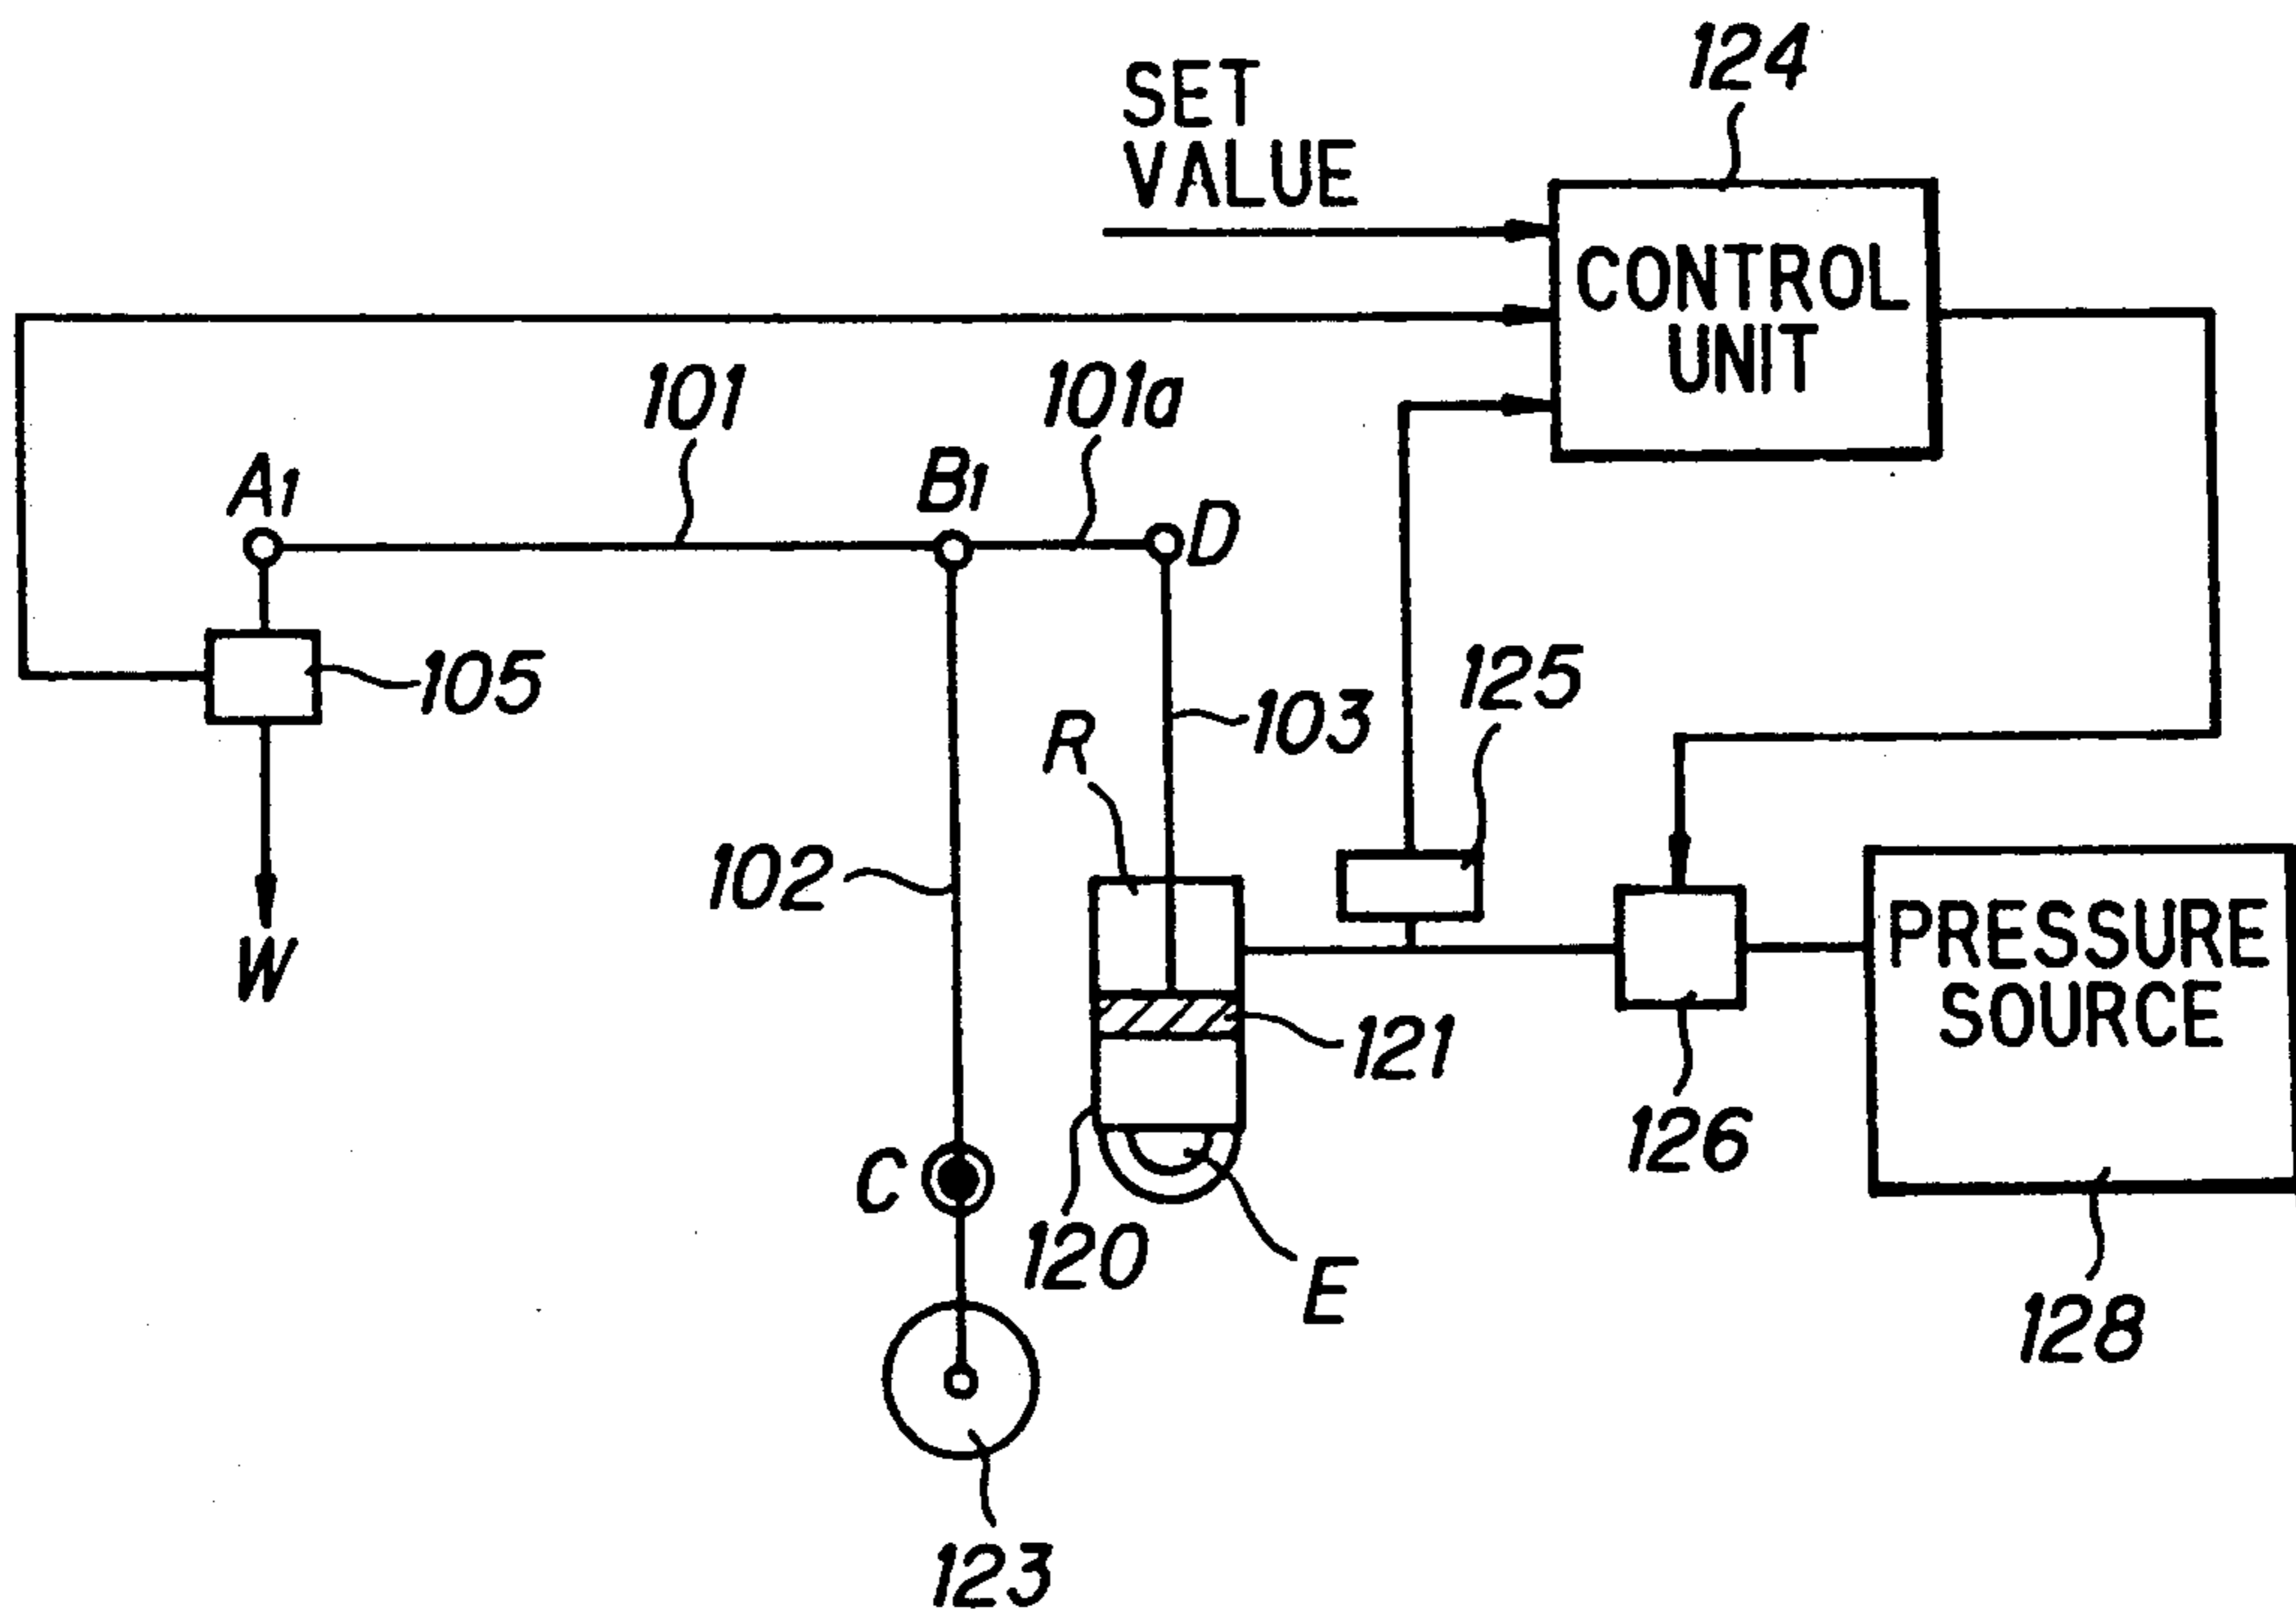 124
SET
VALUE
CONTROL
UNIT
101
101a
A1
B1
D
105
125
103
R
102
W
PRESSURE
SOURCE
121
126
C
120
E
128
123